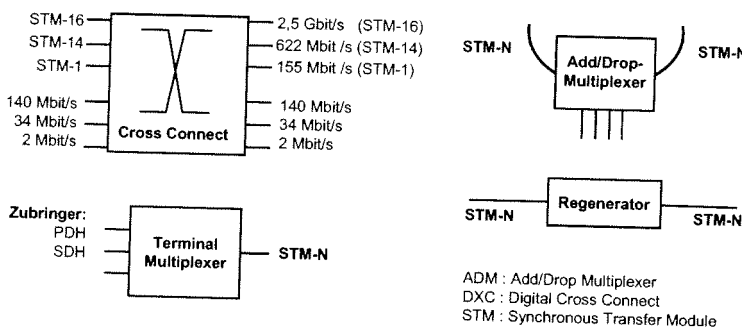 STM-16
STM-14
STM-1
140 Mbit/s
34 Mbit/s
2 Mbit/s
Cross Connect
2,5 Gbit/s (STM-16)
622 Mbit /s (STM-14)
155 Mbit /s (STM-1)
140 Mbit/s
34 Mbit/s
2 Mbit/s
STM-N
Add/Drop-
Multiplexer
STM-N
Zubringer:
PDH
SDH
Terminal
Multiplexer
STM-N
STM-N
Regenerator
STM-N
ADM : Add/Drop Multiplexer
DXC : Digital Cross Connect
STM : Synchronous Transfer Module